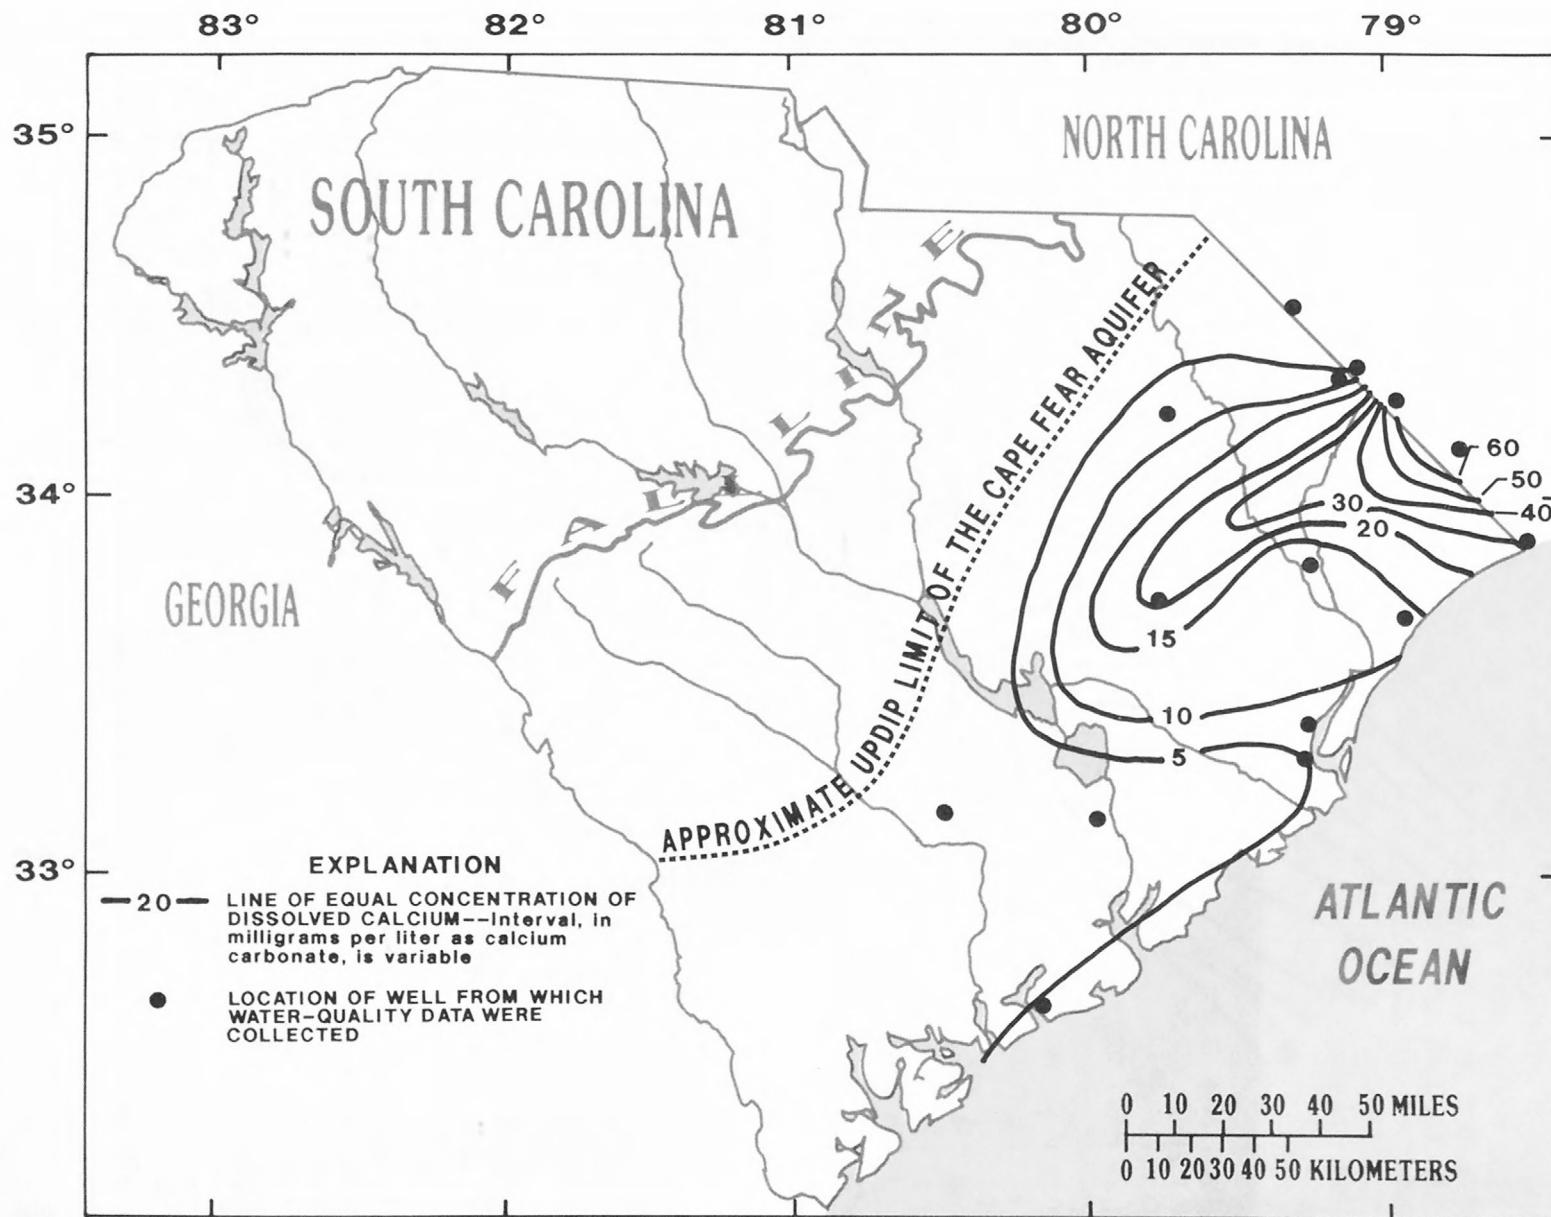 83° 82° 81° 80° 79°
35°
NORTH CAROLINA
SOUTH CAROLINA
FALL LINE
APPROXIMATE UPDIP LIMIT OF THE CAPE FEAR AQUIFER
60
34°
50
30
40
20
GEORGIA
15
10
5
33°
EXPLANATION
20
LINE OF EQUAL CONCENTRATION OF
DISSOLVED CALCIUM--Interval, in
milligrams per liter as calcium
carbonate, is variable
LOCATION OF WELL FROM WHICH
WATER-QUALITY DATA WERE
COLLECTED
ATLANTIC
OCEAN
0 10 20 30 40 50 MILES
0 10 20 30 40 50 KILOMETERS